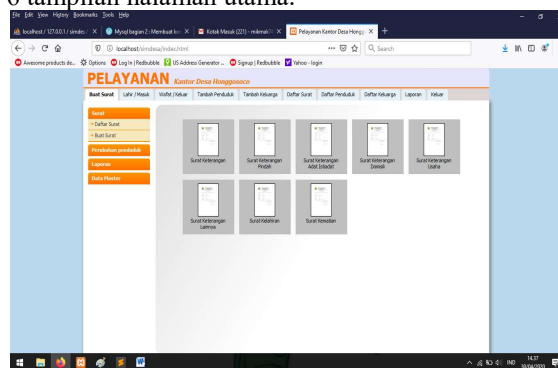 6 tampilan halaman utama.
File Edit View History Bookmarks Tools Help
localhost / 127.0.0.1 / simdes /
Mysql bagian 2 : Membuat kon
Kotak Masuk (221) - mikmaki7
Pelayanan Kantor Desa Hongg
localhost/simdesa/index.html
Search
Awesome products de...
Options
Log In | Redbubble
US Address Generator ...
Signup | Redbubble
Yahoo - login
PELAYANAN Kantor Desa Honggosoco
Buat Surat Lahir / Masuk Wafat / Keluar Tambah Penduduk Tambah Keluarga Daftar Surat Daftar Penduduk Daftar Keluarga Laporan Keluar
Surat
Daftar Surat
Buat Surat
Perubahan penduduk
Laporan
Data Master
Surat Keterangan
Surat Keterangan Pindah
Surat Keterangan Adat Istiadat
Surat Keterangan Domisili
Surat Keterangan Usaha
Surat Keterangan Lainnya
Surat Kelahiran
Surat Kematian
IND
14.37
30/04/2020